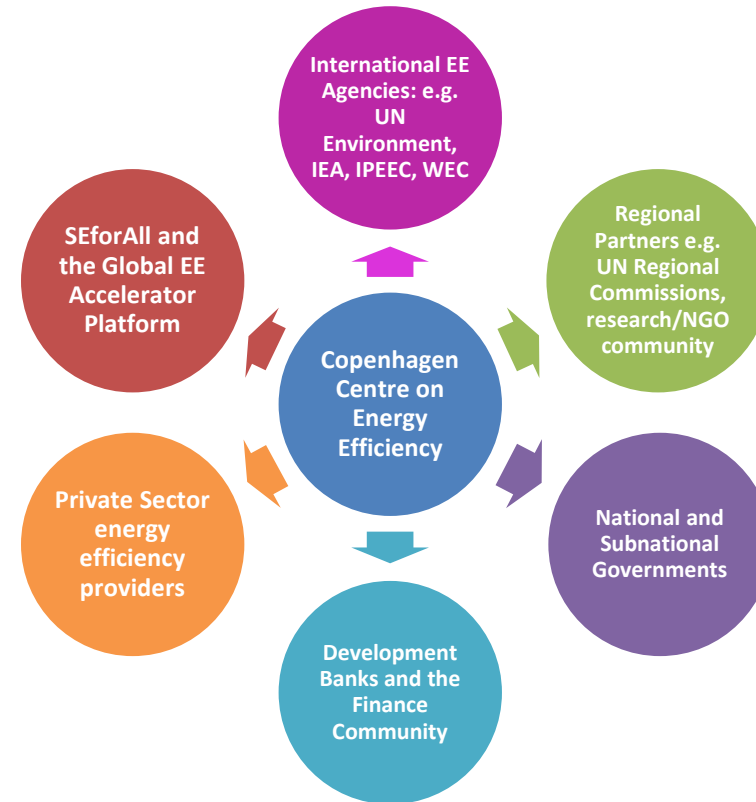 International EE
Agencies: e.g.
UN
Environment,
IEA, IPEEC, WEC
SEforAll and
the Global EE
Accelerator
Platform
Regional
Partners e.g.
UN Regional
Commissions,
research/NGO
community
Copenhagen
Centre on
Energy
Efficiency
Private Sector
energy
efficiency
providers
National and
Subnational
Governments
Development
Banks and the
Finance
Community